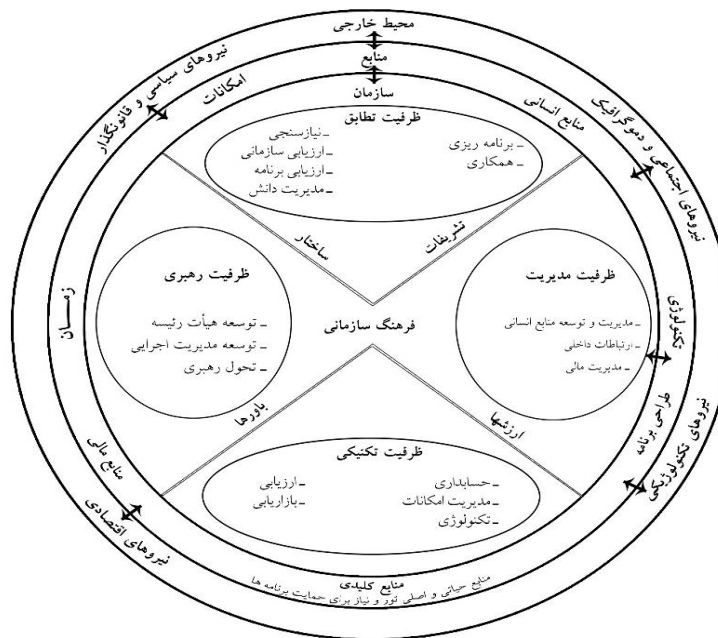 محیط خارجی
نیروهای سیاسی و قانونگذار
نیروهای اجتماعی و دموگرافیک
منابع
امکانات
منابع انسانی
سازمان
ظرفیت تطابق
ـ برنامه ریزی
ـ همکاری
ـ نیازسنجی
ـ ارزیابی سازمانی
ـ ارزیابی برنامه
ـ مدیریت دانش
تشریفات
ساختار
ظرفیت مدیریت
ـ مدیریت و توسعه منابع انسانی
ـ ارتباطات داخلی
ـ مدیریت مالی
فرهنگ سازمانی
ظرفیت رهبری
ـ توسعه هیأت رئیسه
ـ توسعه مدیریت اجرایی
ـ تحول رهبری
زمـــان
تکنولوژی
طراحی برنامه
نیروهای تکنولوژیکی
ارزشها
باورها
ظرفیت تکنیکی
ـ حسابداری
ـ مدیریت امکانات
ـ تکنولوژی
ـ ارزیابی
ـ بازاریابی
منابع مالی
نیروهای اقتصادی
منابع کلیدی
منابع حیاتی و اصلی تور و نیاز برای حمایت برنامه ها